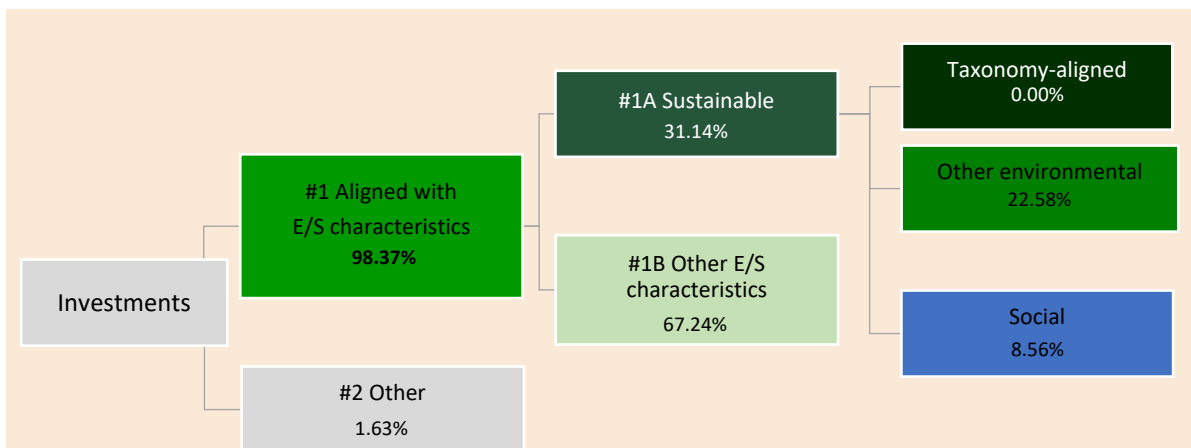 Investments
#1 Aligned with
E/S characteristics
98.37%
#2 Other
1.63%
#1A Sustainable
31.14%
#1B Other E/S
characteristics
67.24%
Taxonomy-aligned
0.00%
Other environmental
22.58%
Social
8.56%